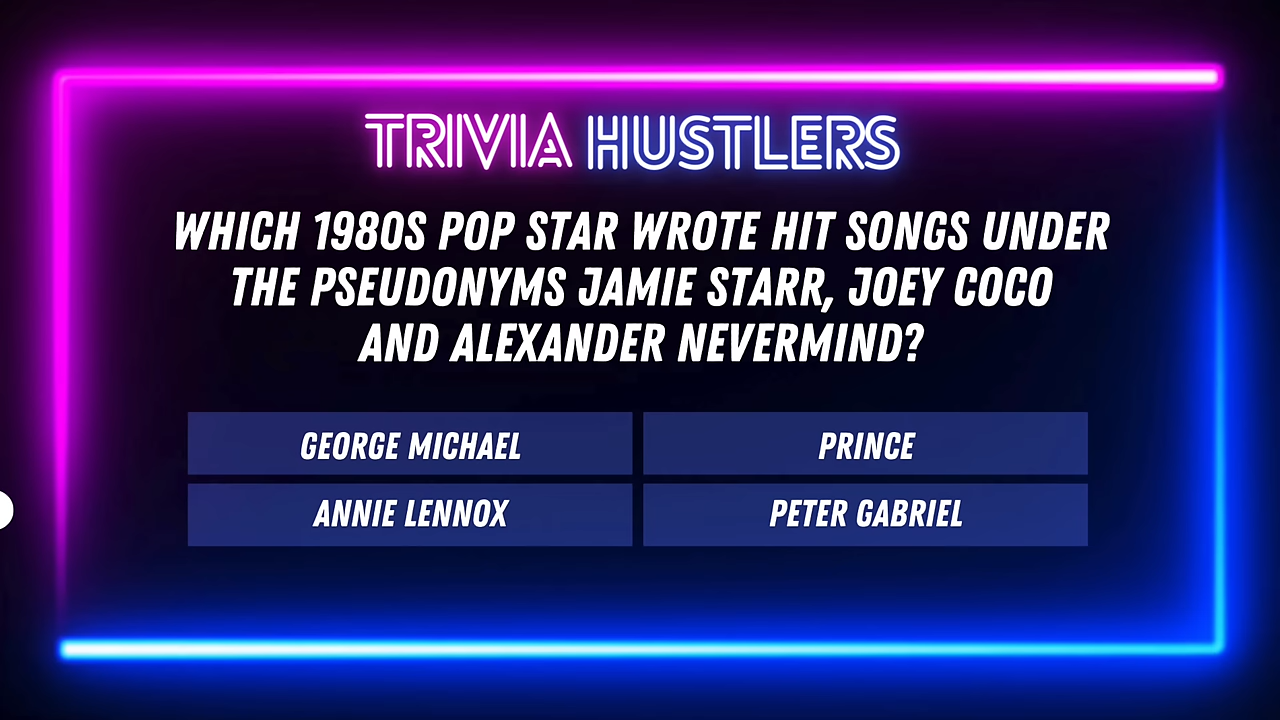 TRIVIA HUSTLERS
WHICH 1980S POP STAR WROTE HIT SONGS UNDER
THE PSEUDONYMS JAMIE STARR, JOEY COCO
AND ALEXANDER NEVERMIND?
GEORGE MICHAEL
PRINCE
ANNIE LENNOX
PETER GABRIEL